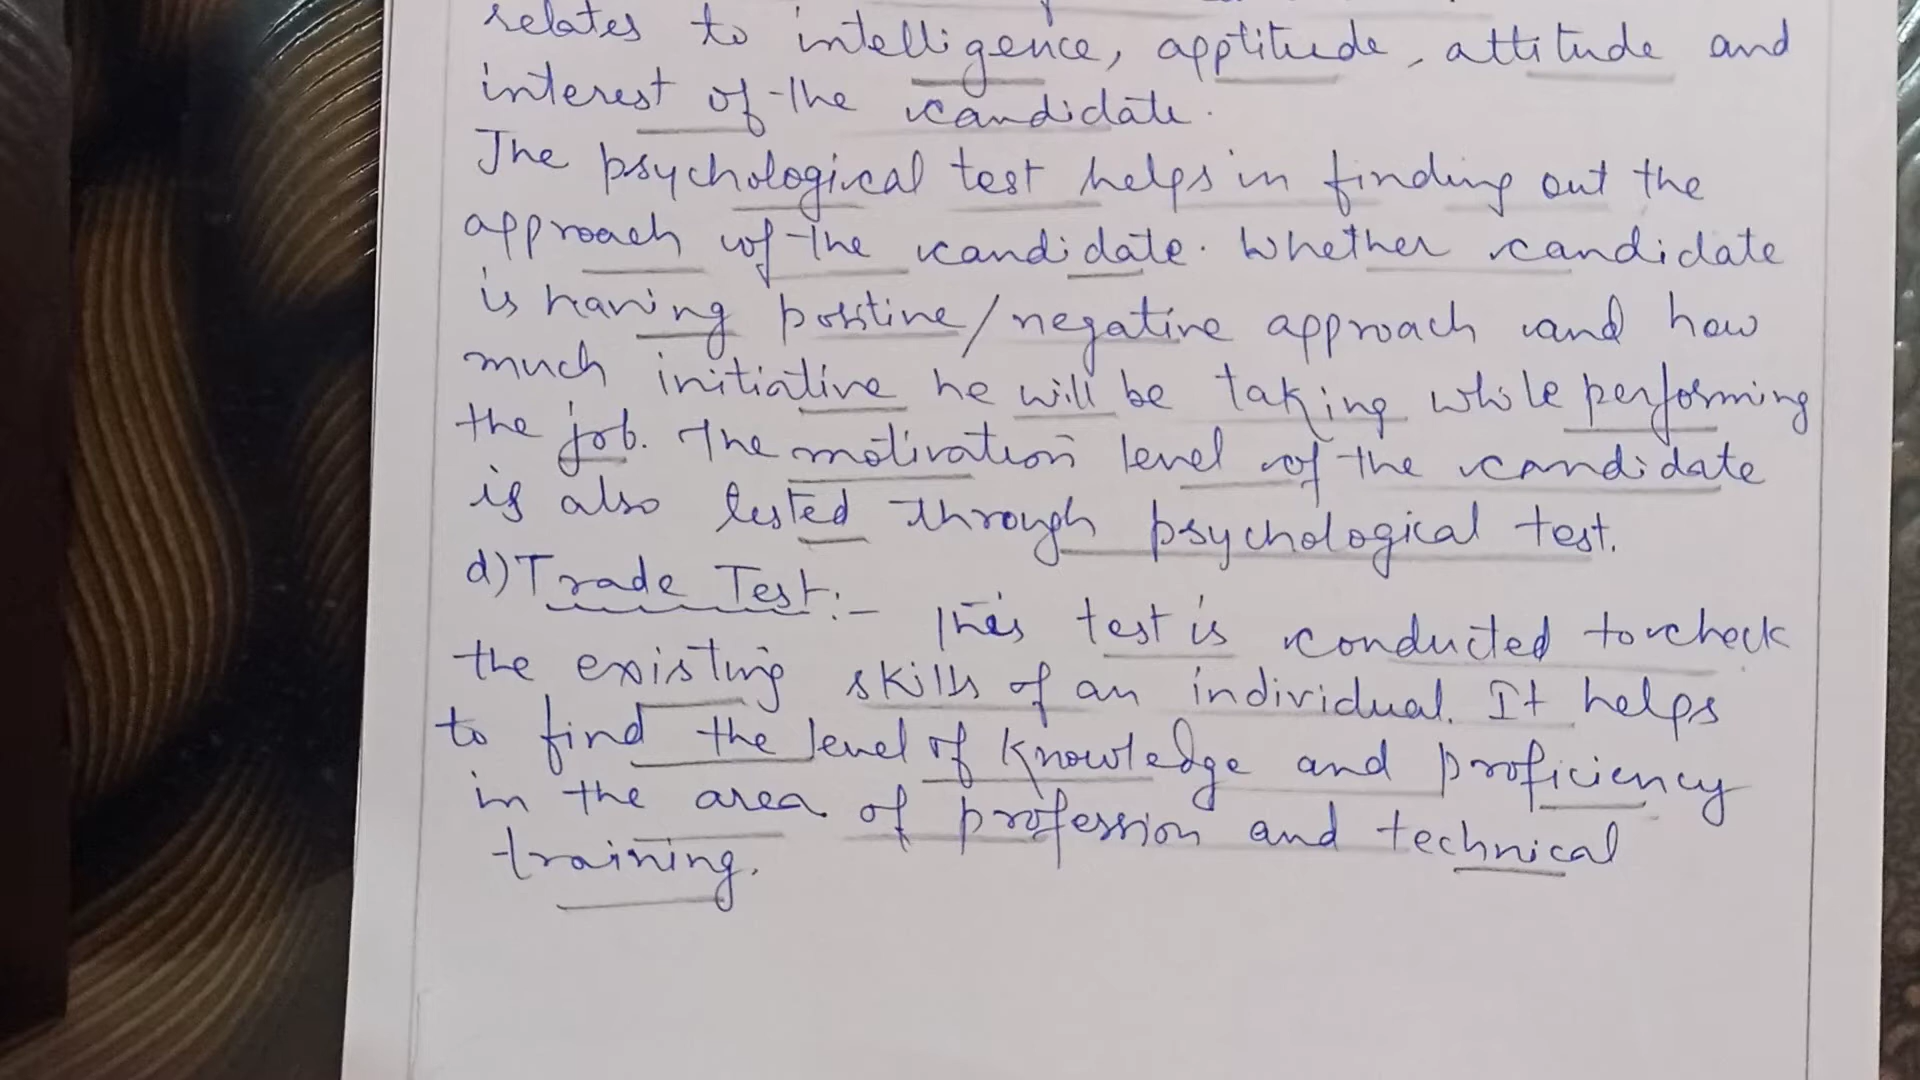 relates to intelligence, apptitude, attitude and
interest of the candidate.
The psychological test helps in finding out the
approach of the candidate. Whether candidate
is having positive/negative approach and how
much initiative he will be taking while performing
the job. The motivation level of the candidate
is also tested through psychological test.
d) Trade Test:- This test is conducted to check
the existing skills of an individual. It helps
to find the level of knowledge and proficiency
in the area of profession and technical
training.